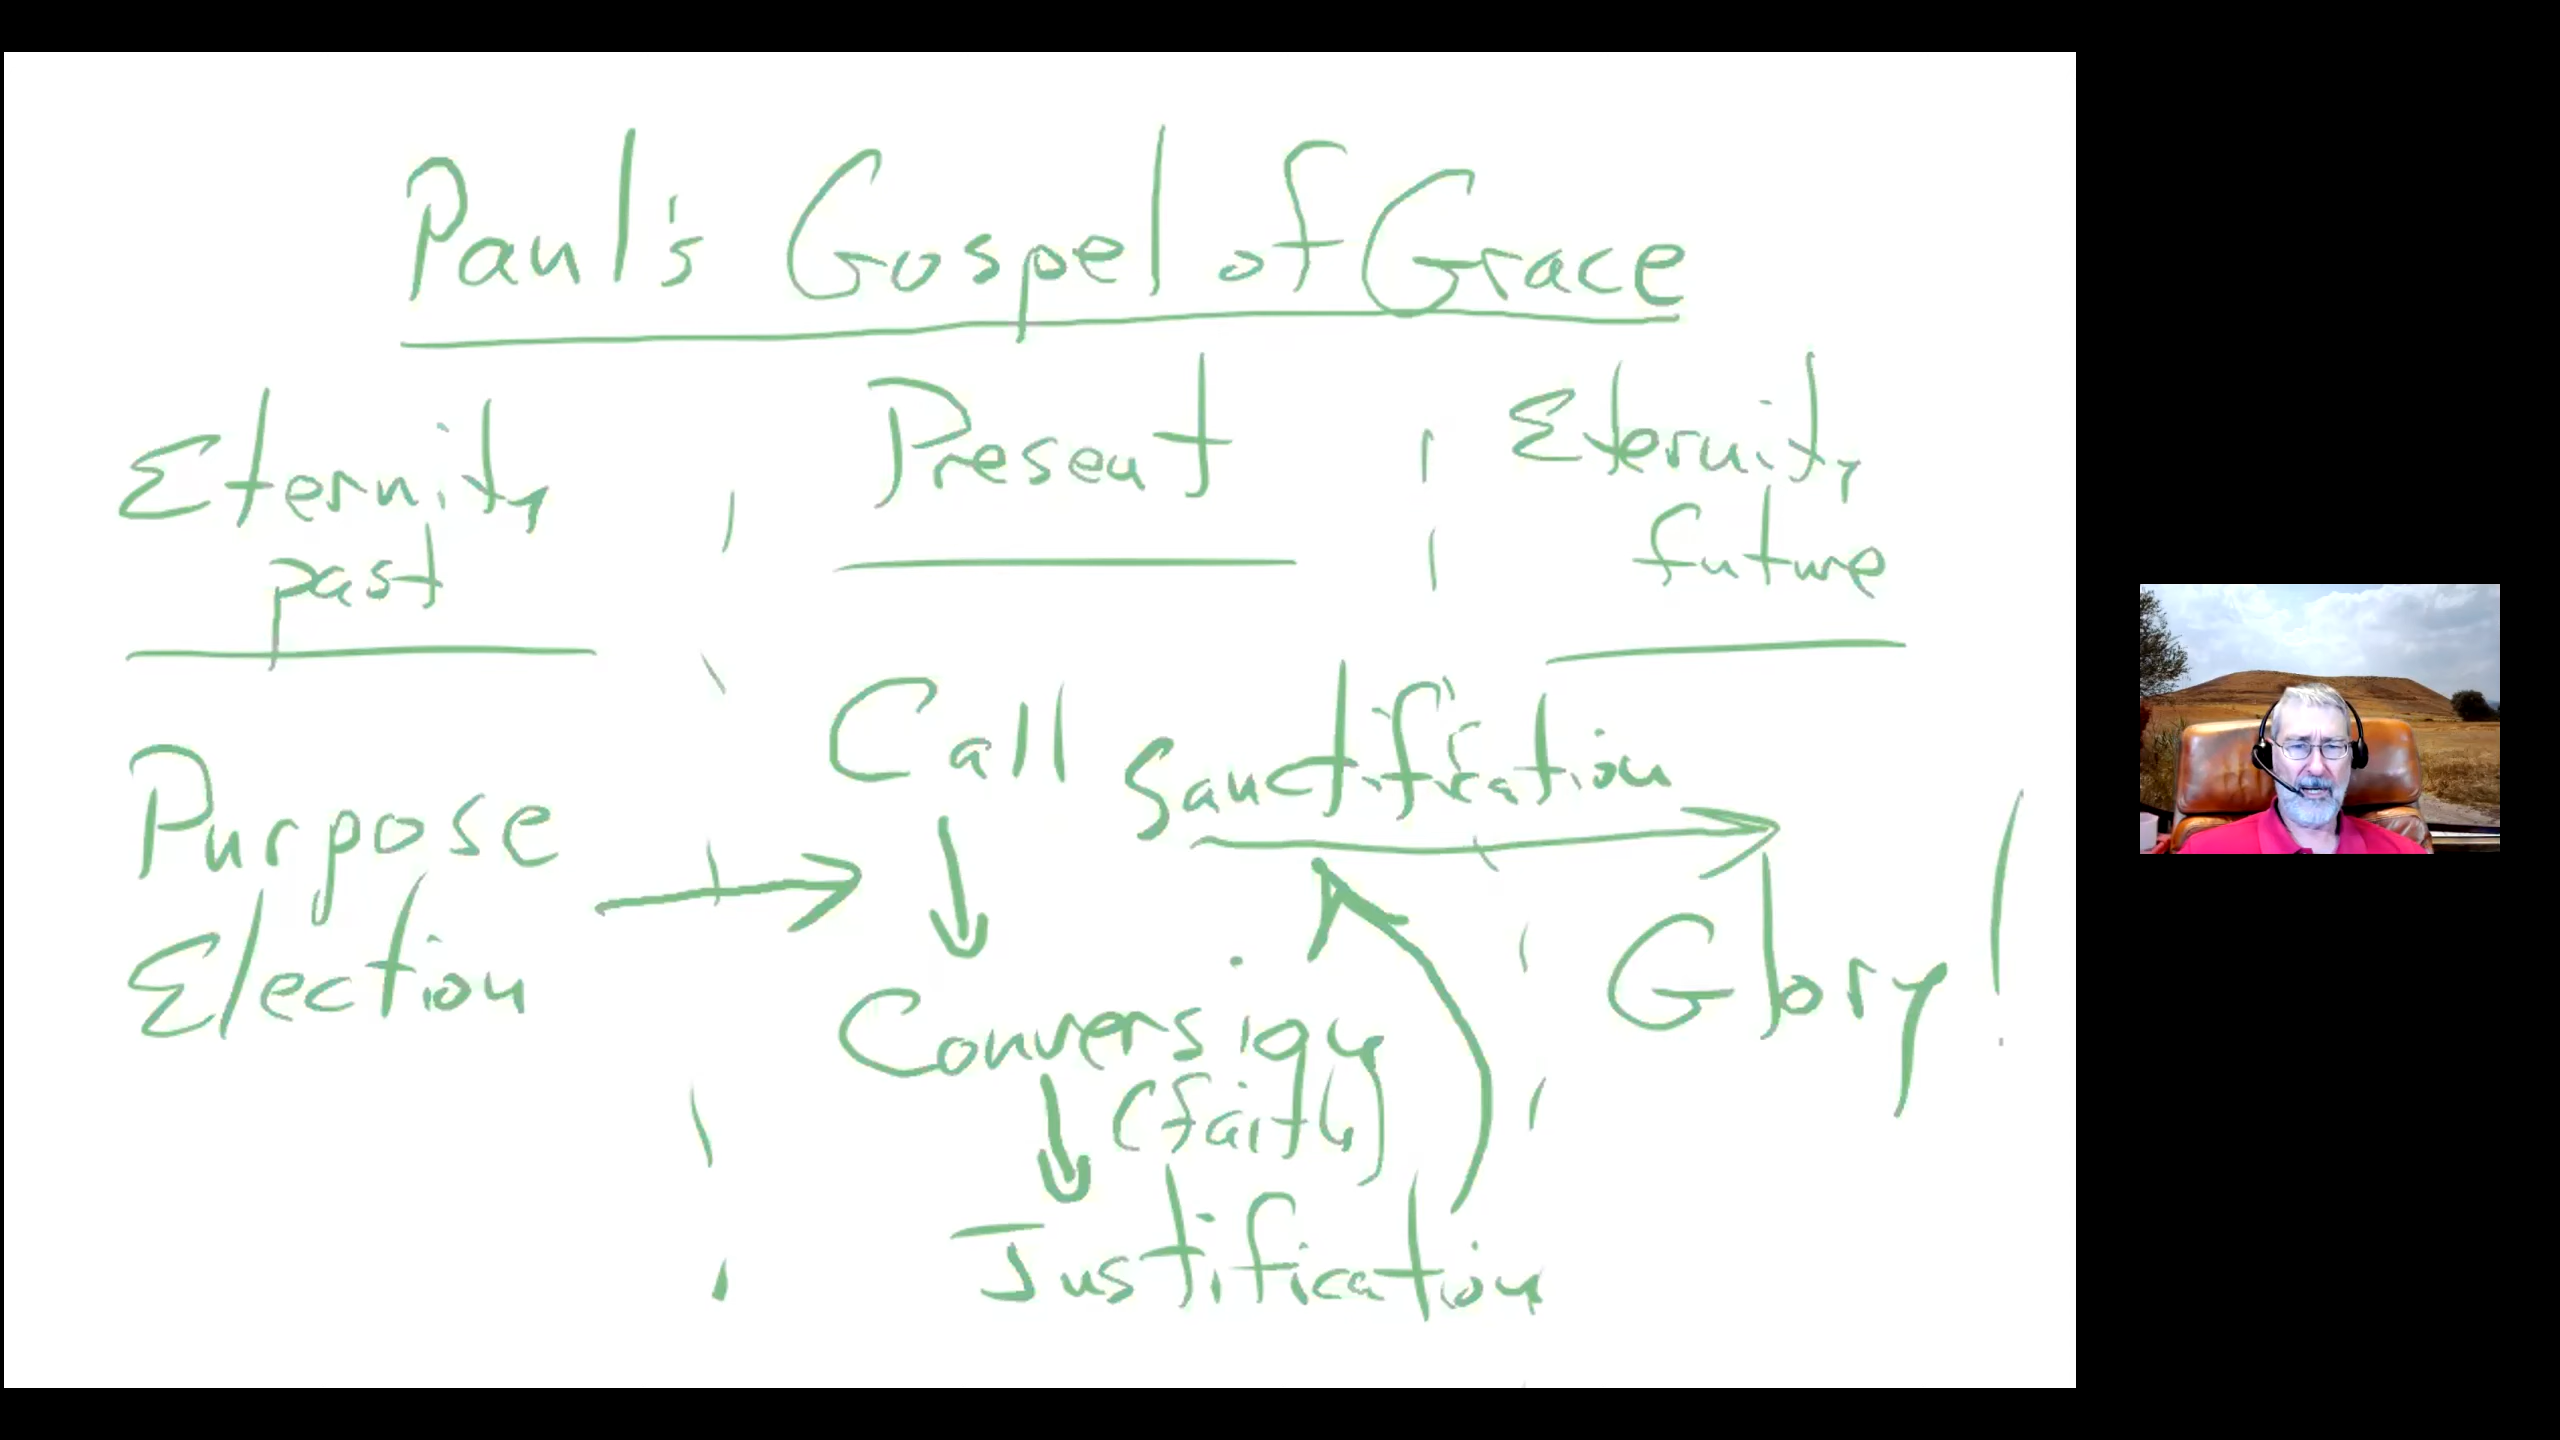 Paul's Gospel of Grace
Eternity
past
Present
Eternity
future
Purpose
Election
Call
Sanctification
Conversion
(faith)
Justification
Glory!